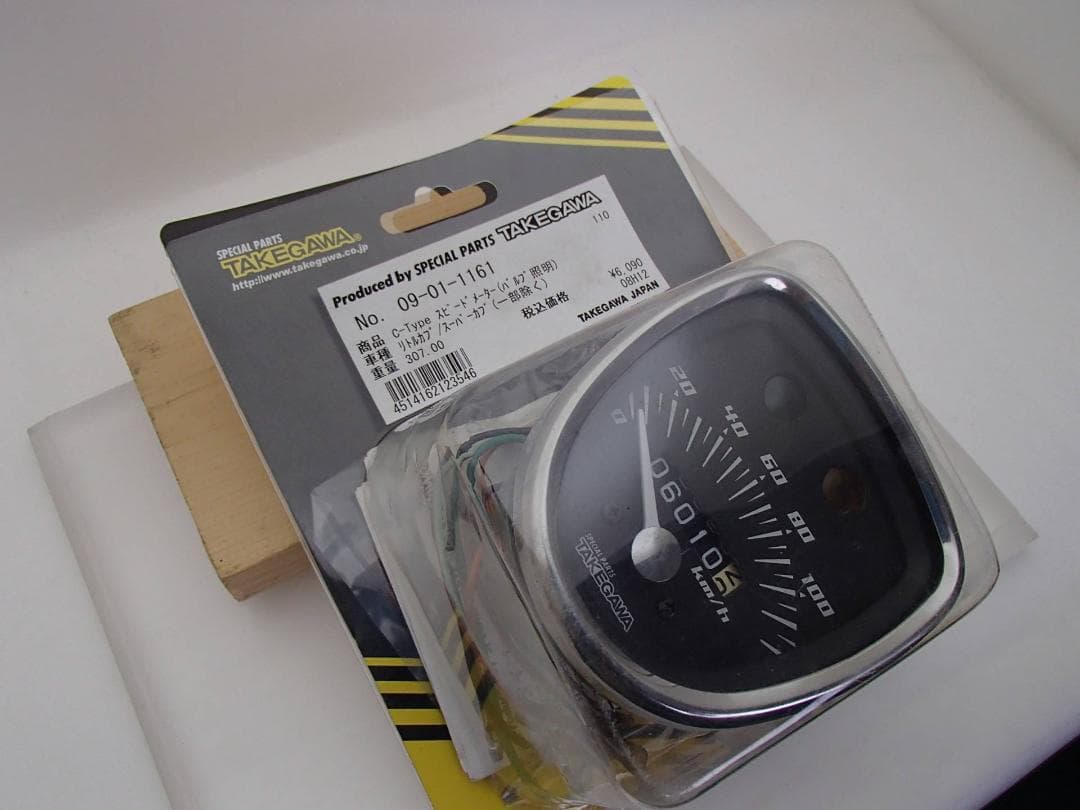 SPECIAL PARTS
TAKEGAWA®
http://www.takegawa.co.jp
Produced by SPECIAL PARTS TAKEGAWA
110
No. 09-01-1161
商品 C-Type スピードメーター(バルブ照明)
車種 リトルカブ/スーパーカブ(一部除く)
重量 307.00
税込価格
¥6,090
08H12
TAKEGAWA JAPAN
4514162123546
0
20
40
60
80
100
06010
km/h
SPECIAL PARTS
TAKEGAWA